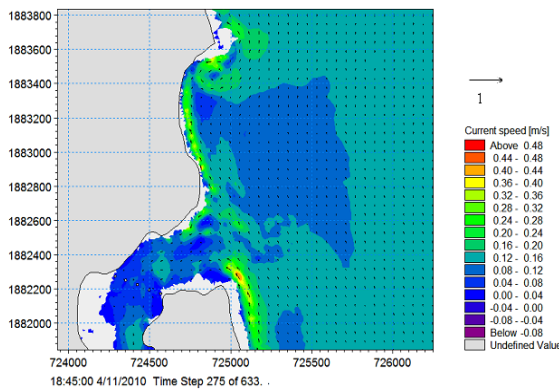 1883800
1883600
1883400
1883200
1883000
1882800
1882600
1882400
1882200
1882000
724000 724500 725000 725500 726000
18:45:00 4/11/2010 Time Step 275 of 633. .
1
Current speed [m/s]
Above 0.48
0.44 - 0.48
0.40 - 0.44
0.36 - 0.40
0.32 - 0.36
0.28 - 0.32
0.24 - 0.28
0.20 - 0.24
0.16 - 0.20
0.12 - 0.16
0.08 - 0.12
0.04 - 0.08
0.00 - 0.04
-0.04 - 0.00
-0.08 - -0.04
Below -0.08
Undefined Value